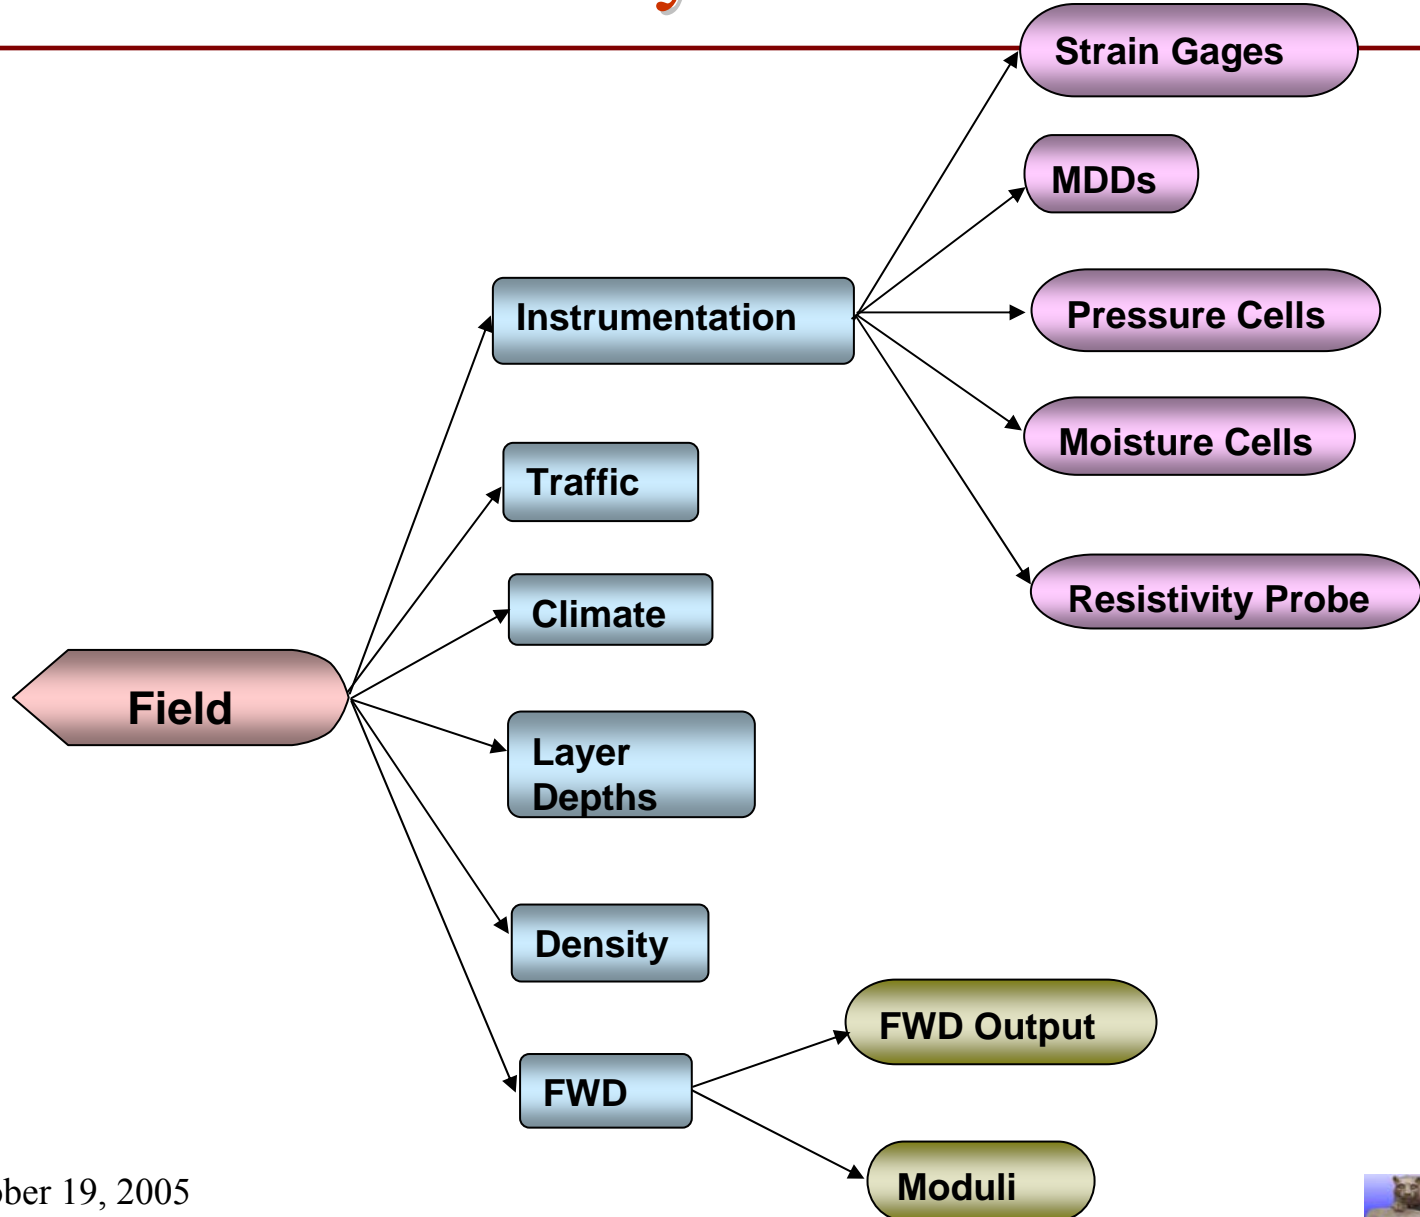 Strain Gages
MDDs
Instrumentation
Pressure Cells
Moisture Cells
Traffic
Climate
Resistivity Probe
Field
Layer
Depths
Density
FWD Output
FWD
Moduli
19, 2005